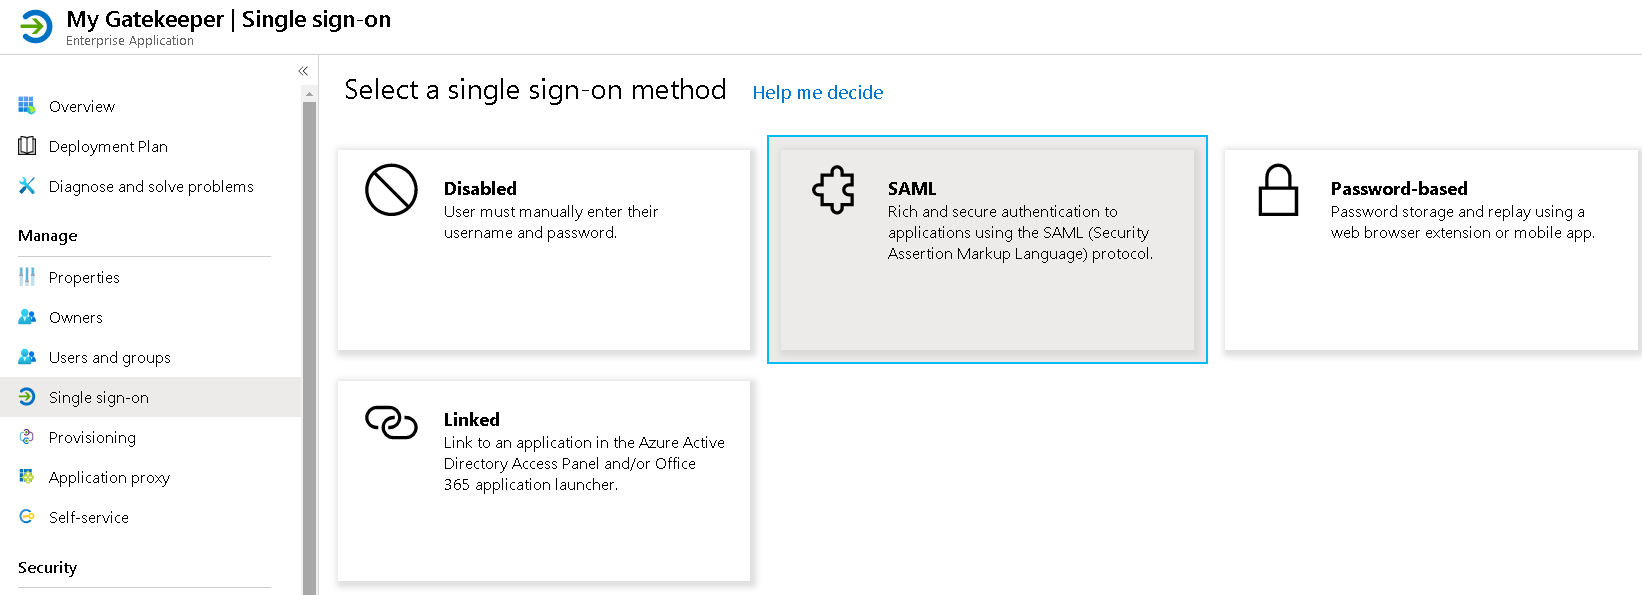 My Gatekeeper | Single sign-on
Enterprise Application
«
Overview
Deployment Plan
Diagnose and solve problems
Manage
Properties
Owners
Users and groups
Single sign-on
Provisioning
Application proxy
Self-service
Security
Select a single sign-on method
Help me decide
Disabled
User must manually enter their
username and password.
SAML
Rich and secure authentication to
applications using the SAML (Security
Assertion Markup Language) protocol.
Password-based
Password storage and replay using a
web browser extension or mobile app.
Linked
Link to an application in the Azure Active
Directory Access Panel and/or Office
365 application launcher.